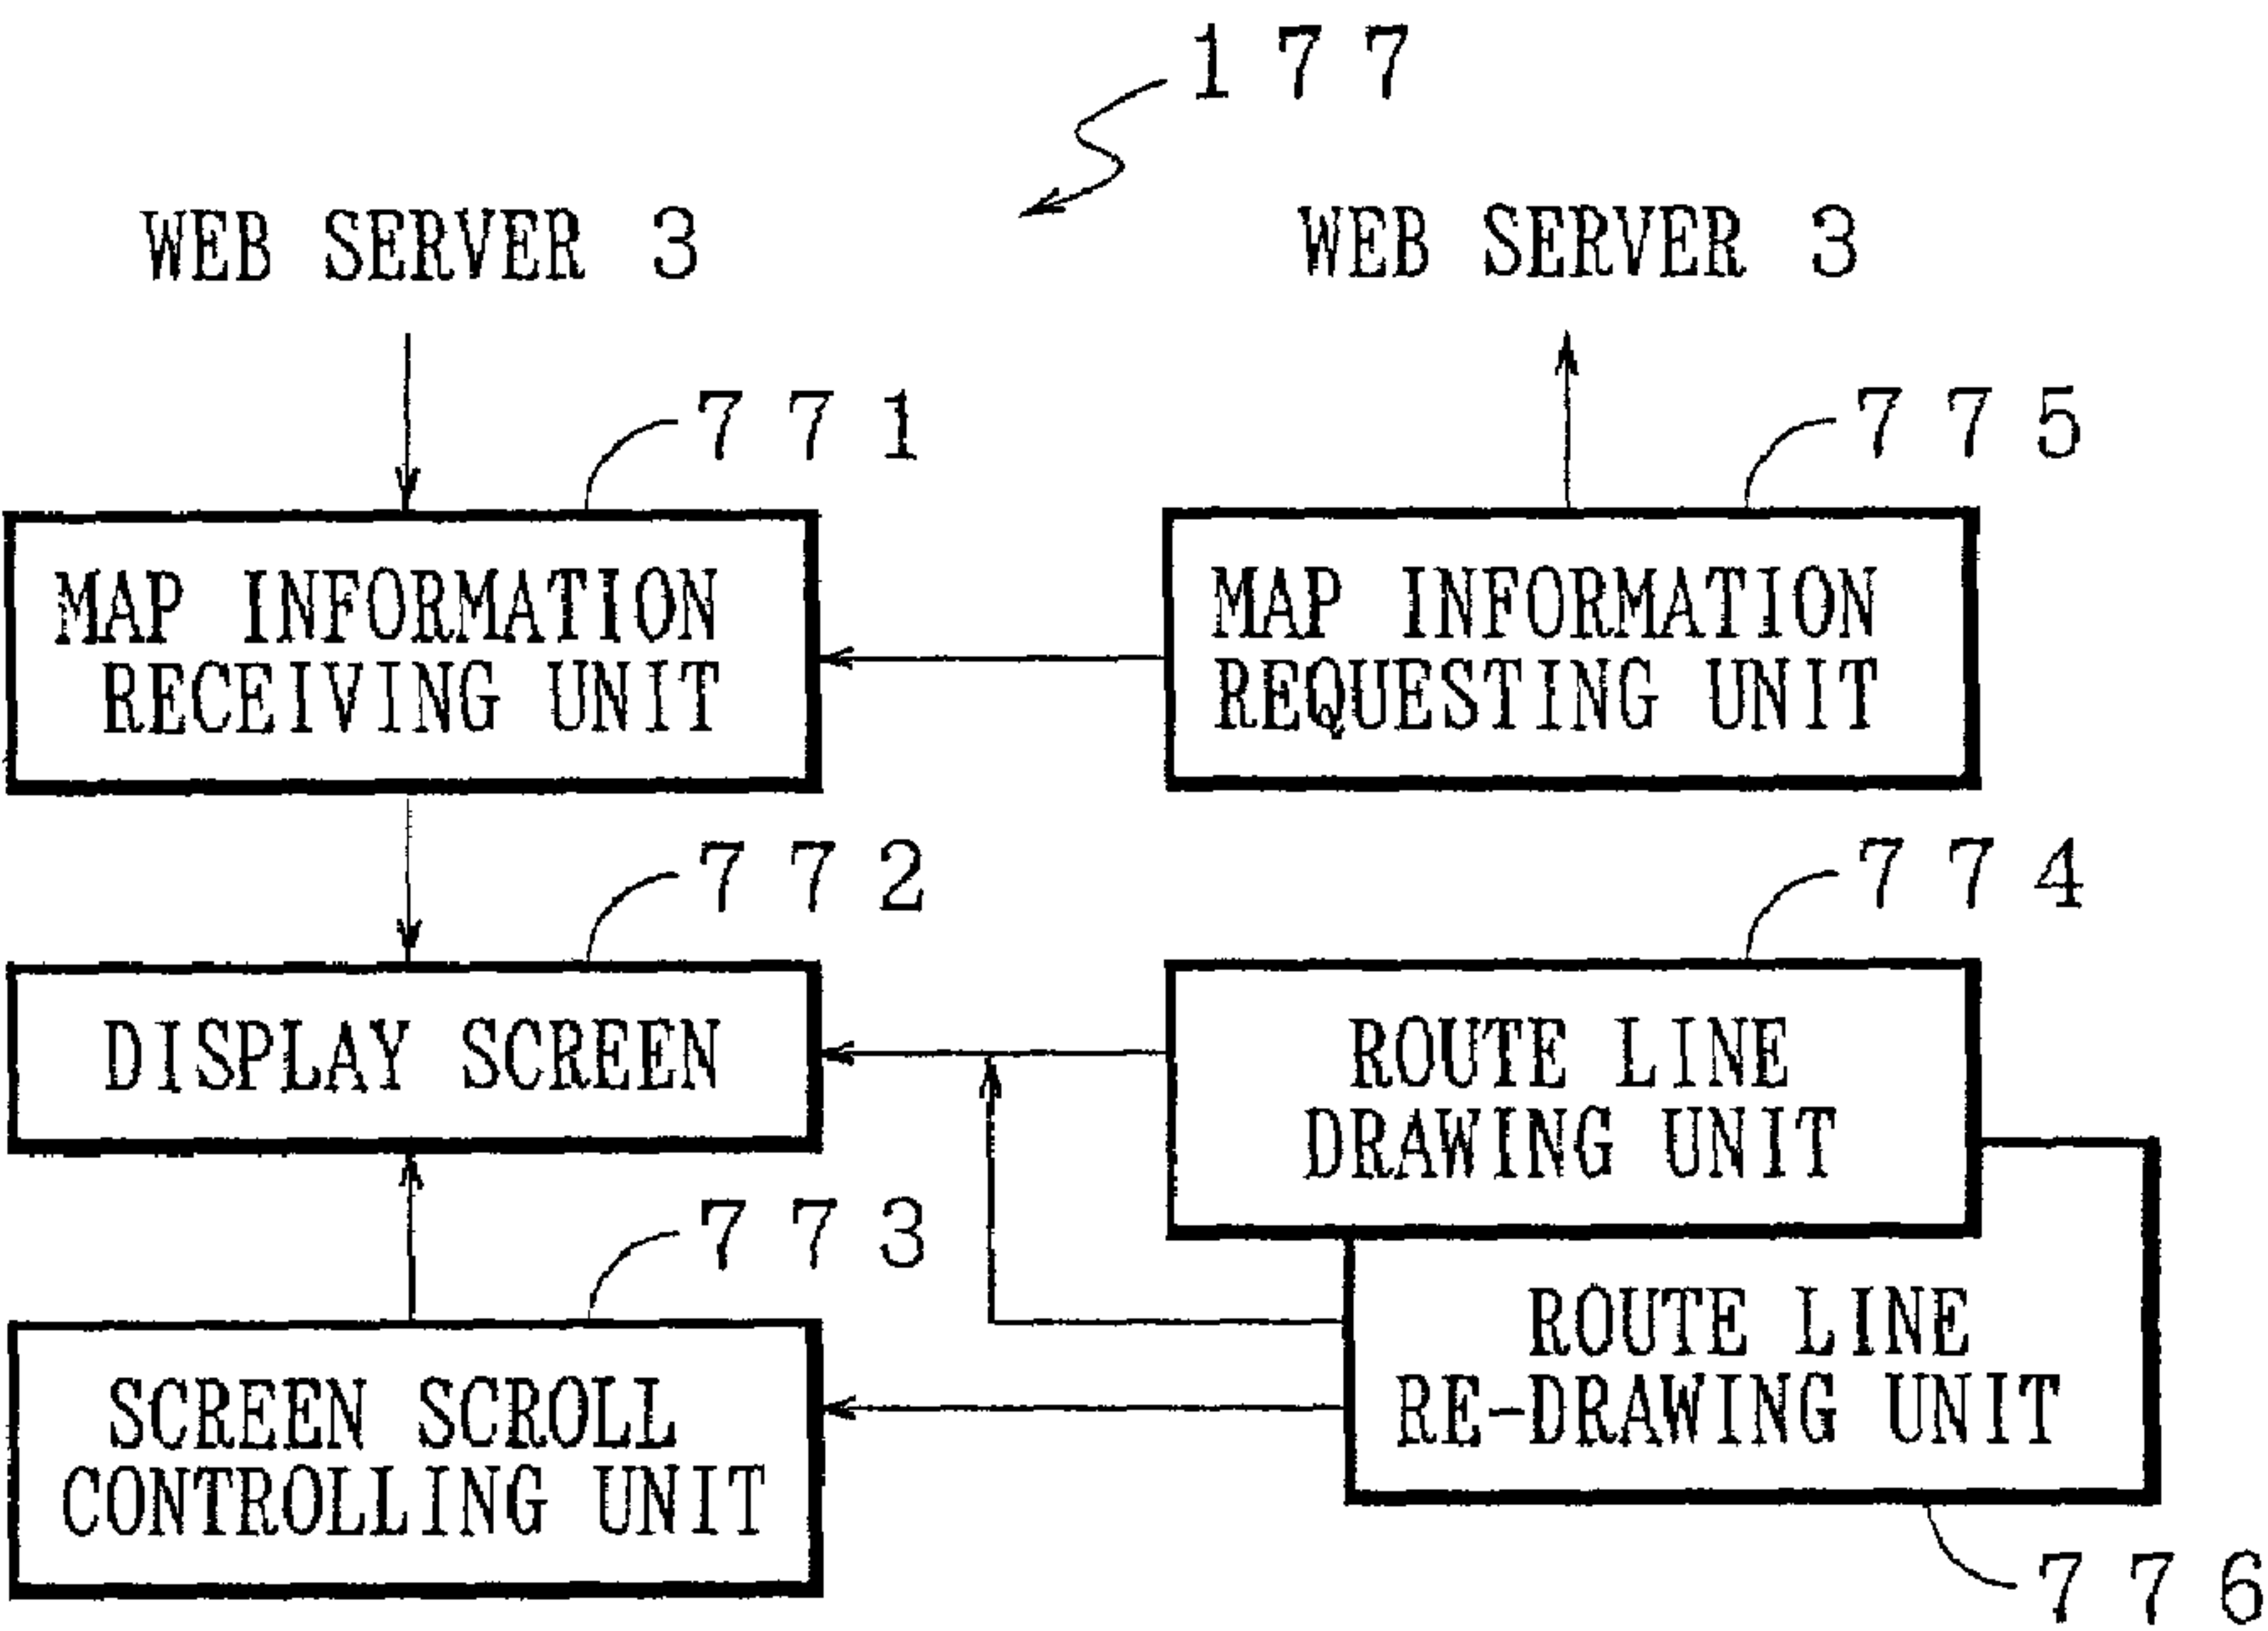 177
WEB SERVER 3
WEB SERVER 3
771
775
MAP INFORMATION
RECEIVING UNIT
MAP INFORMATION
REQUESTING UNIT
772
774
DISPLAY SCREEN
ROUTE LINE
DRAWING UNIT
773
SCREEN SCROLL
CONTROLLING UNIT
ROUTE LINE
RE-DRAWING UNIT
776